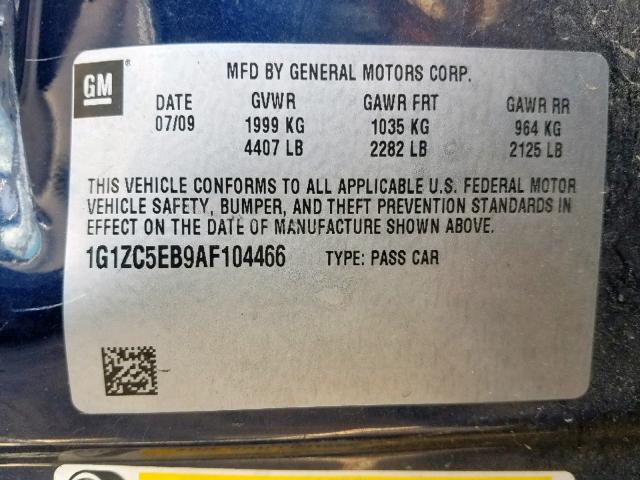 GM®
MFD BY GENERAL MOTORS CORP.
DATE GVWR GAWR FRT GAWR RR
07/09 1999 KG 1035 KG 964 KG
4407 LB 2282 LB 2125 LB
THIS VEHICLE CONFORMS TO ALL APPLICABLE U.S. FEDERAL MOTOR
VEHICLE SAFETY, BUMPER, AND THEFT PREVENTION STANDARDS IN
EFFECT ON THE DATE OF MANUFACTURE SHOWN ABOVE.
1G1ZC5EB9AF104466 TYPE: PASS CAR